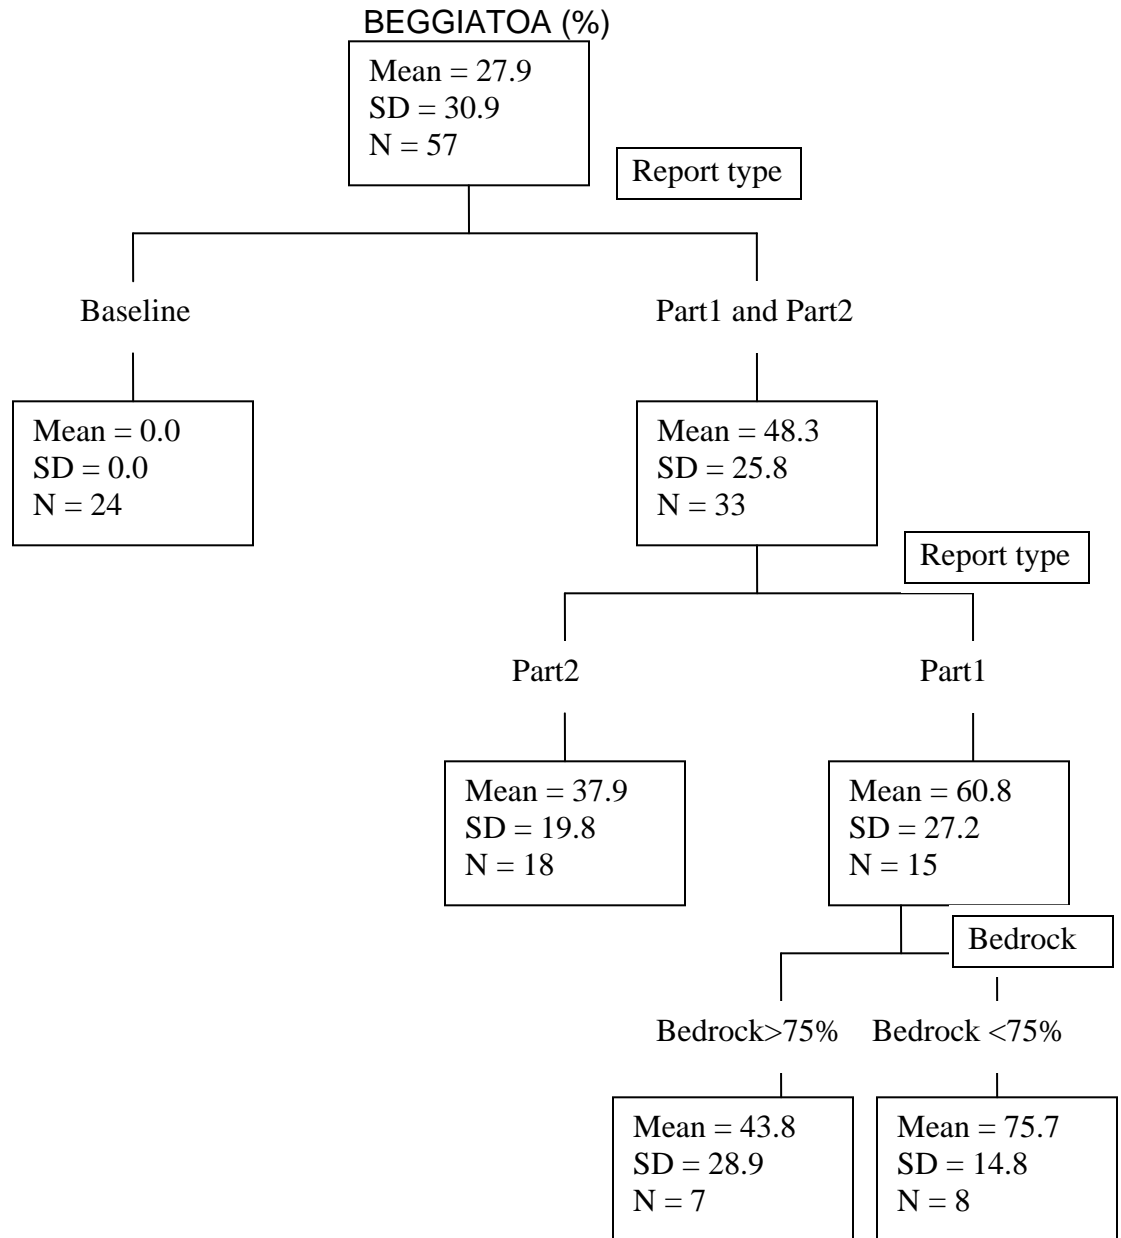 BEGGIATOA (%)
Mean = 27.9
SD = 30.9
N = 57
Report type
Baseline
Part1 and Part2
Mean = 0.0
SD = 0.0
N = 24
Mean = 48.3
SD = 25.8
N = 33
Report type
Part2
Part1
Mean = 37.9
SD = 19.8
N = 18
Mean = 60.8
SD = 27.2
N = 15
Bedrock
Bedrock>75%
Bedrock <75%
Mean = 43.8
SD = 28.9
N = 7
Mean = 75.7
SD = 14.8
N = 8